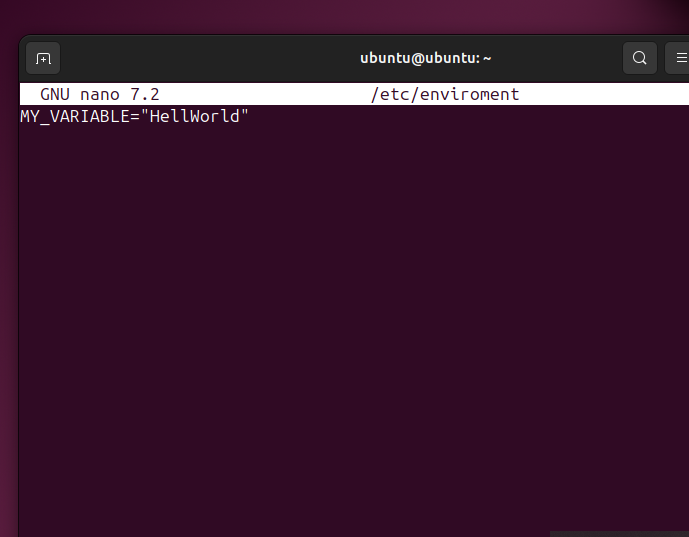 ubuntu@ubuntu: ~
GNU nano 7.2 /etc/enviroment
MY_VARIABLE="HellWorld"